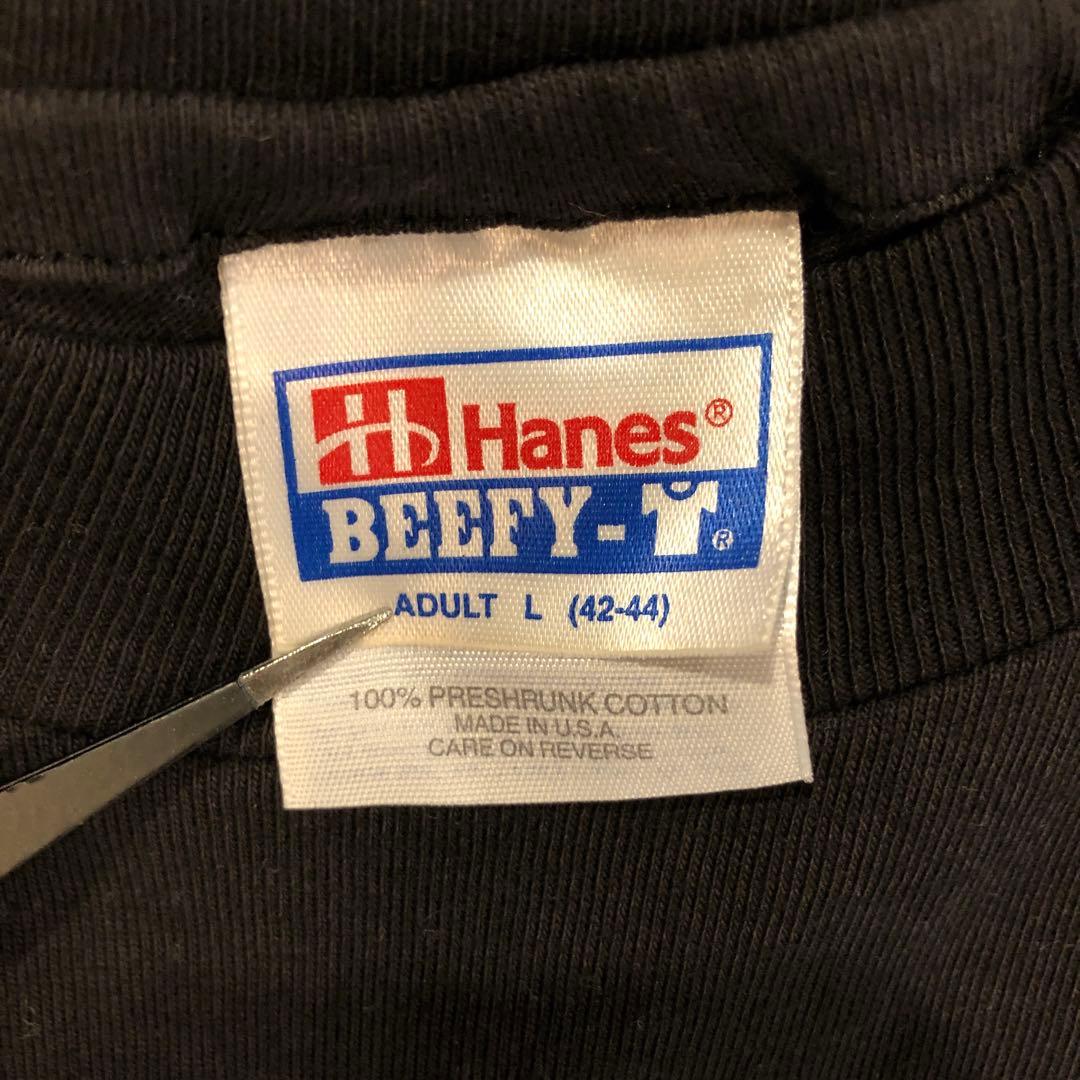 H Hanes®
BEEFY-T®
ADULT L (42-44)
100% PRESHRUNK COTTON
MADE IN U.S.A.
CARE ON REVERSE